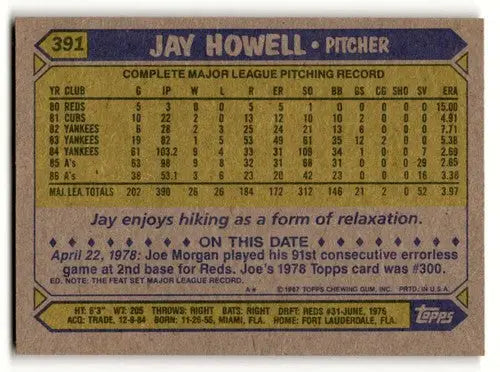 391 JAY HOWELL • PITCHER
COMPLETE MAJOR LEAGUE PITCHING RECORD
YR CLUB G IP W L R ER SO BB GS CG SHO SV ERA
80 REDS 5 3 0 0 5 5 1 0 0 0 0 0 15.00
81 CUBS 10 22 2 0 13 12 10 10 2 0 0 0 4.91
82 YANKEES 6 28 2 3 25 24 21 13 6 0 0 0 7.71
83 YANKEES 19 82 1 5 53 49 61 35 12 2 0 0 5.38
84 YANKEES 61 103.2 9 4 33 31 109 34 1 0 0 7 2.69
85 A's 63 98 9 8 32 31 68 31 0 0 0 29 2.85
86 A's 38 53.1 3 6 23 20 42 23 0 0 0 16 3.38
MAJ. LEA. TOTALS 202 390 26 26 184 172 312 146 21 2 0 52 3.97
Jay enjoys hiking as a form of relaxation.
ON THIS DATE
April 22, 1978: Joe Morgan played his 91st consecutive errorless
game at 2nd base for Reds. Joe's 1978 Topps card was #300.
ED. NOTE: THE FEAT SET MAJOR LEAGUE RECORD.
A★ © 1987 TOPPS CHEWING GUM, INC. PRTD. IN U.S.A.
HT: 6'3" WT: 205 THROWS: RIGHT BATS: RIGHT DRAFT: REDS #31-JUNE, 1976
ACQ: TRADE, 12-8-84 BORN: 11-26-55, MIAMI, FLA. HOME: FORT LAUDERDALE, FLA.
Topps